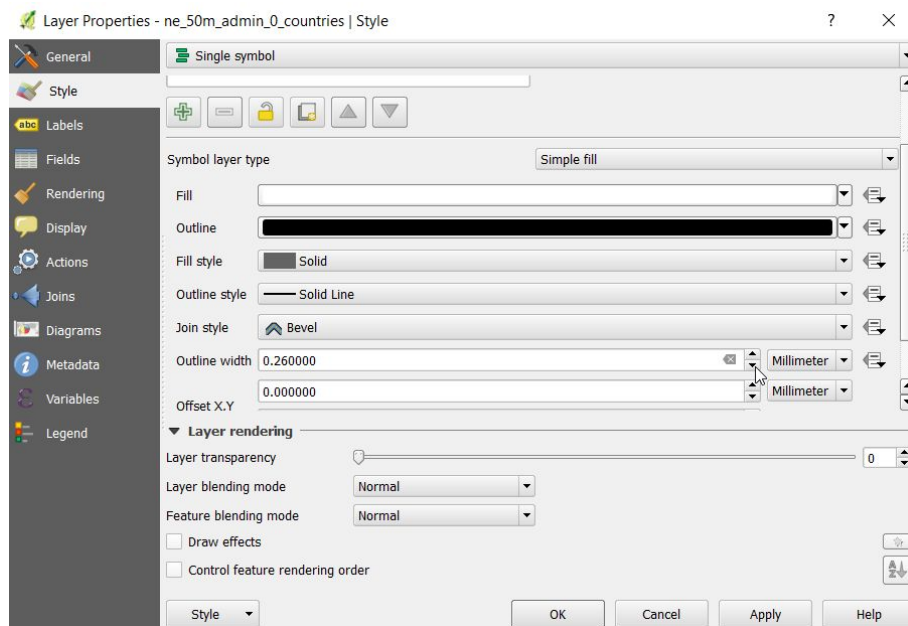 Layer Properties - ne_50m_admin_0_countries | Style
?
General
Style
abc Labels
Fields
Rendering
Display
Actions
Joins
Diagrams
Metadata
Variables
Legend
Single symbol
Symbol layer type Simple fill
Fill
Outline
Fill style Solid
Outline style Solid Line
Join style Bevel
Outline width 0.260000 Millimeter
0.000000 Millimeter
Offset X.Y
Layer rendering
Layer transparency 0
Layer blending mode Normal
Feature blending mode Normal
Draw effects
Control feature rendering order
Style OK Cancel Apply Help